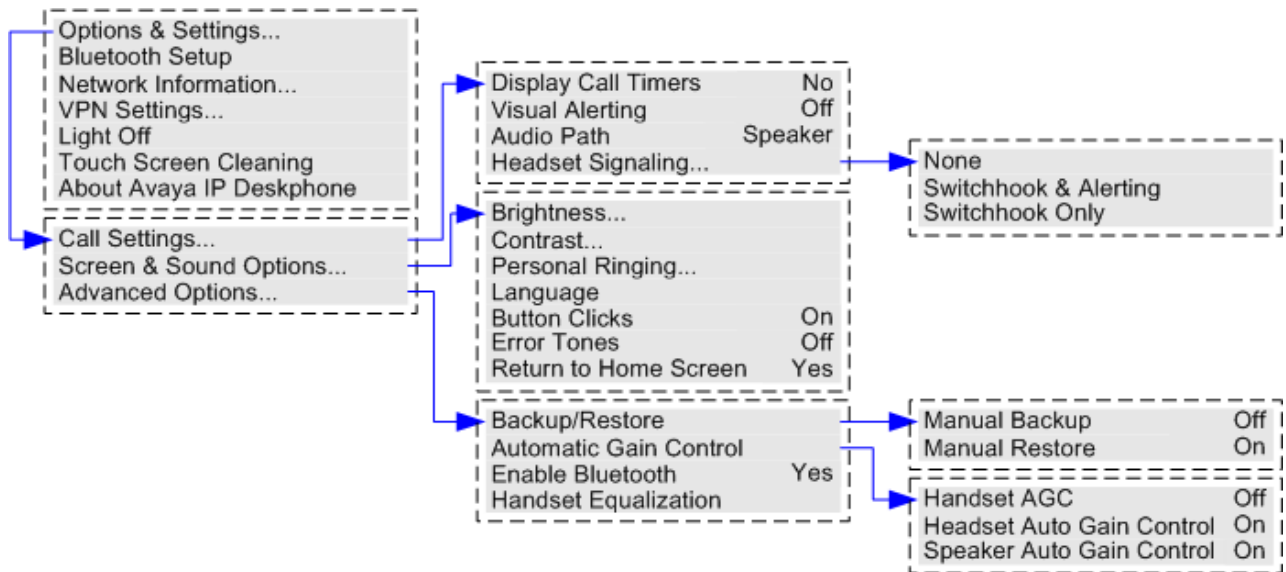 Options & Settings...
Bluetooth Setup
Network Information...
VPN Settings...
Light Off
Touch Screen Cleaning
About Avaya IP Deskphone
Call Settings...
Screen & Sound Options...
Advanced Options...
Display Call Timers No
Visual Alerting Off
Audio Path Speaker
Headset Signaling...
None
Switchhook & Alerting
Switchhook Only
Brightness...
Contrast...
Personal Ringing...
Language
Button Clicks On
Error Tones Off
Return to Home Screen Yes
Backup/Restore
Automatic Gain Control
Enable Bluetooth Yes
Handset Equalization
Manual Backup Off
Manual Restore On
Handset AGC Off
Headset Auto Gain Control On
Speaker Auto Gain Control On